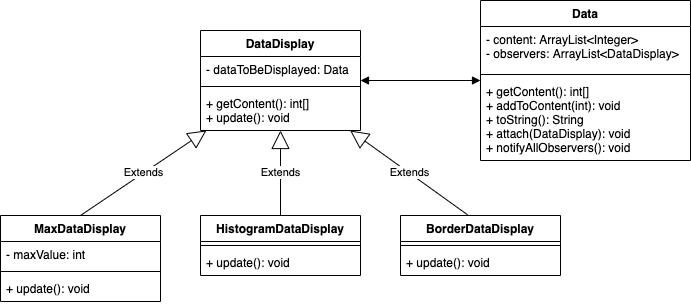 DataDisplay
- dataToBeDisplayed: Data
+ getContent(): int[]
+ update(): void
Data
- content: ArrayList<Integer>
- observers: ArrayList<DataDisplay>
+ getContent(): int[]
+ addToContent(int): void
+ toString(): String
+ attach(DataDisplay): void
+ notifyAllObservers(): void
Extends
Extends
Extends
MaxDataDisplay
- maxValue: int
+ update(): void
HistogramDataDisplay
+ update(): void
BorderDataDisplay
+ update(): void